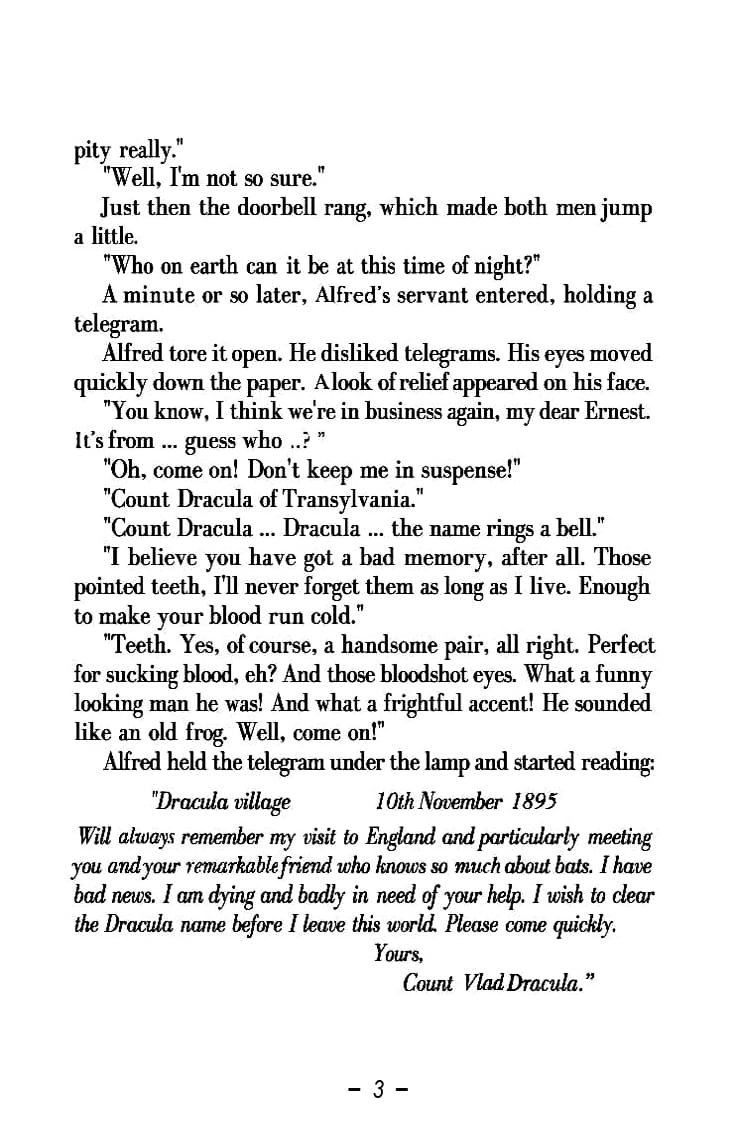 pity really."
"Well, I'm not so sure."
Just then the doorbell rang, which made both men jump
a little.
"Who on earth can it be at this time of night?"
A minute or so later, Alfred's servant entered, holding a
telegram.
Alfred tore it open. He disliked telegrams. His eyes moved
quickly down the paper. A look of relief appeared on his face.
"You know, I think we're in business again, my dear Ernest.
It's from ... guess who ..? ”
"Oh, come on! Don't keep me in suspense!"
"Count Dracula of Transylvania."
"Count Dracula ... Dracula ... the name rings a bell."
"I believe you have got a bad memory, after all. Those
pointed teeth, I'll never forget them as long as I live. Enough
to make your blood run cold."
"Teeth. Yes, of course, a handsome pair, all right. Perfect
for sucking blood, eh? And those bloodshot eyes. What a funny
looking man he was! And what a frightful accent! He sounded
like an old frog. Well, come on!"
Alfred held the telegram under the lamp and started reading:
"Dracula village 10th November 1895
Will always remember my visit to England and particularly meeting
you and your remarkable friend who knows so much about bats. I have
bad news. I am dying and badly in need of your help. I wish to clear
the Dracula name before I leave this world. Please come quickly.
Yours,
Count Vlad Dracula.”
– 3 –